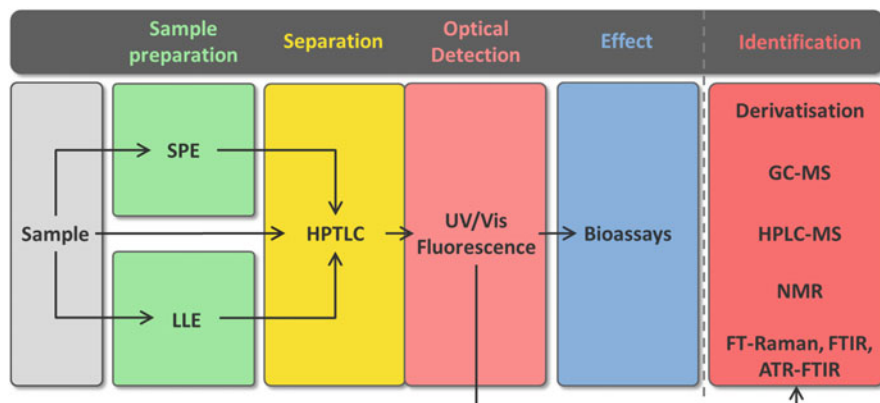 Sample
preparation
Separation
Optical
Detection
Effect
Identification
Sample
SPE
LLE
HPTLC
UV/Vis
Fluorescence
Bioassays
Derivatisation
GC-MS
HPLC-MS
NMR
FT-Raman, FTIR,
ATR-FTIR